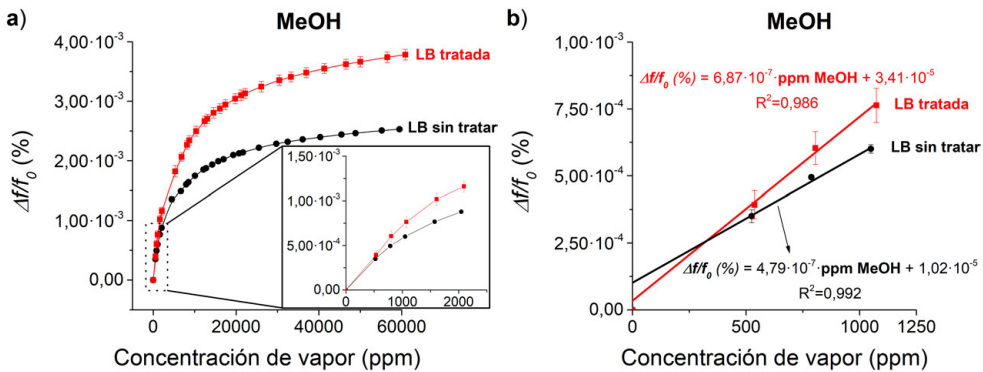 a)
MeOH
4,00·10⁻³
3,00·10⁻³
2,00·10⁻³
1,00·10⁻³
0,00
Δf/f₀ (%)
LB tratada
LB sin tratar
1,50·10⁻³
1,00·10⁻³
5,00·10⁻⁴
0,00
0 1000 2000
0 20000 40000 60000
Concentración de vapor (ppm)
b)
MeOH
1,00·10⁻³
7,50·10⁻⁴
5,00·10⁻⁴
2,50·10⁻⁴
0,00
Δf/f₀ (%)
Δf/f₀ (%) = 6,87·10⁻⁷·ppm MeOH + 3,41·10⁻⁵
R²=0,986
LB tratada
LB sin tratar
Δf/f₀ (%) = 4,79·10⁻⁷·ppm MeOH + 1,02·10⁻⁵
R²=0,992
0 500 750 1000 1250
Concentración de vapor (ppm)